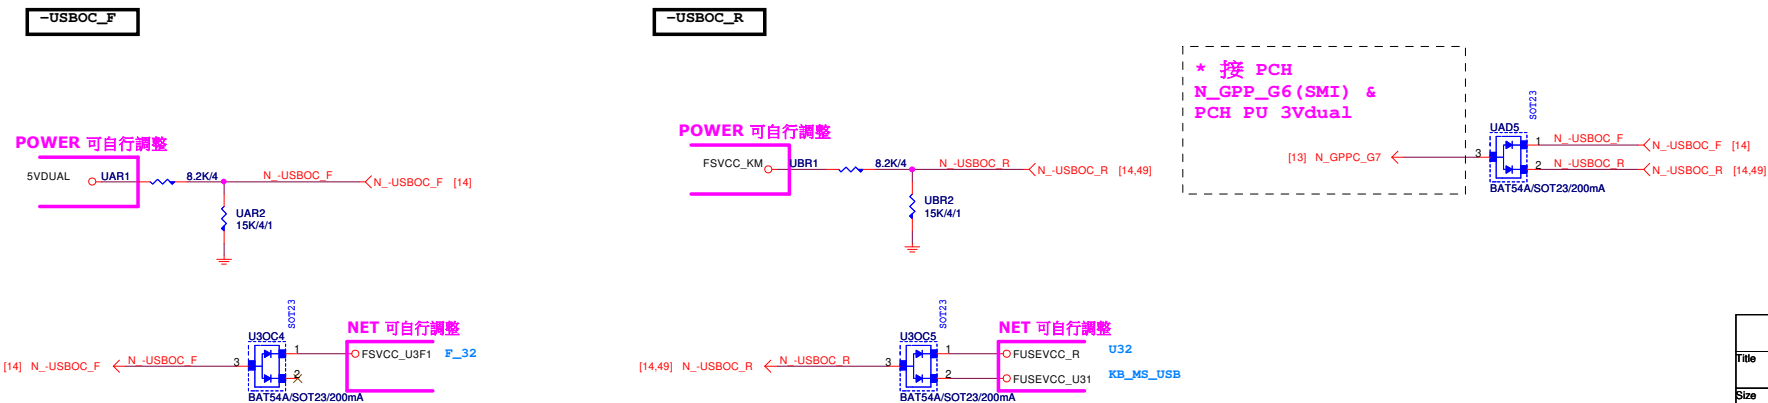 -USBOC_F
-USBOC_R
* 接 PCH
N_GPP_G6(SMI) &
PCH PU 3Vdual
SOT23
UAD5
[13] N_GPPC_G7
3
1
N_-USBOC_F
N_-USBOC_F [14]
2
N_-USBOC_R
N_-USBOC_R [14,49]
BAT54A/SOT23/200mA
POWER 可自行調整
5VDUAL
UAR1
8.2K/4
N_-USBOC_F
N_-USBOC_F [14]
UAR2
15K/4/1
POWER 可自行調整
FSVCC_KM
UBR1
8.2K/4
N_-USBOC_R
N_-USBOC_R [14,49]
UBR2
15K/4/1
SOT23
NET 可自行調整
U3OC4
[14] N_-USBOC_F
N_-USBOC_F
3
1
FSVCC_U3F1
F_32
2
BAT54A/SOT23/200mA
SOT23
NET 可自行調整
U3OC5
[14,49] N_-USBOC_R
N_-USBOC_R
3
1
FUSEVCC_R
U32
2
FUSEVCC_U31
KB_MS_USB
BAT54A/SOT23/200mA
Title
Size